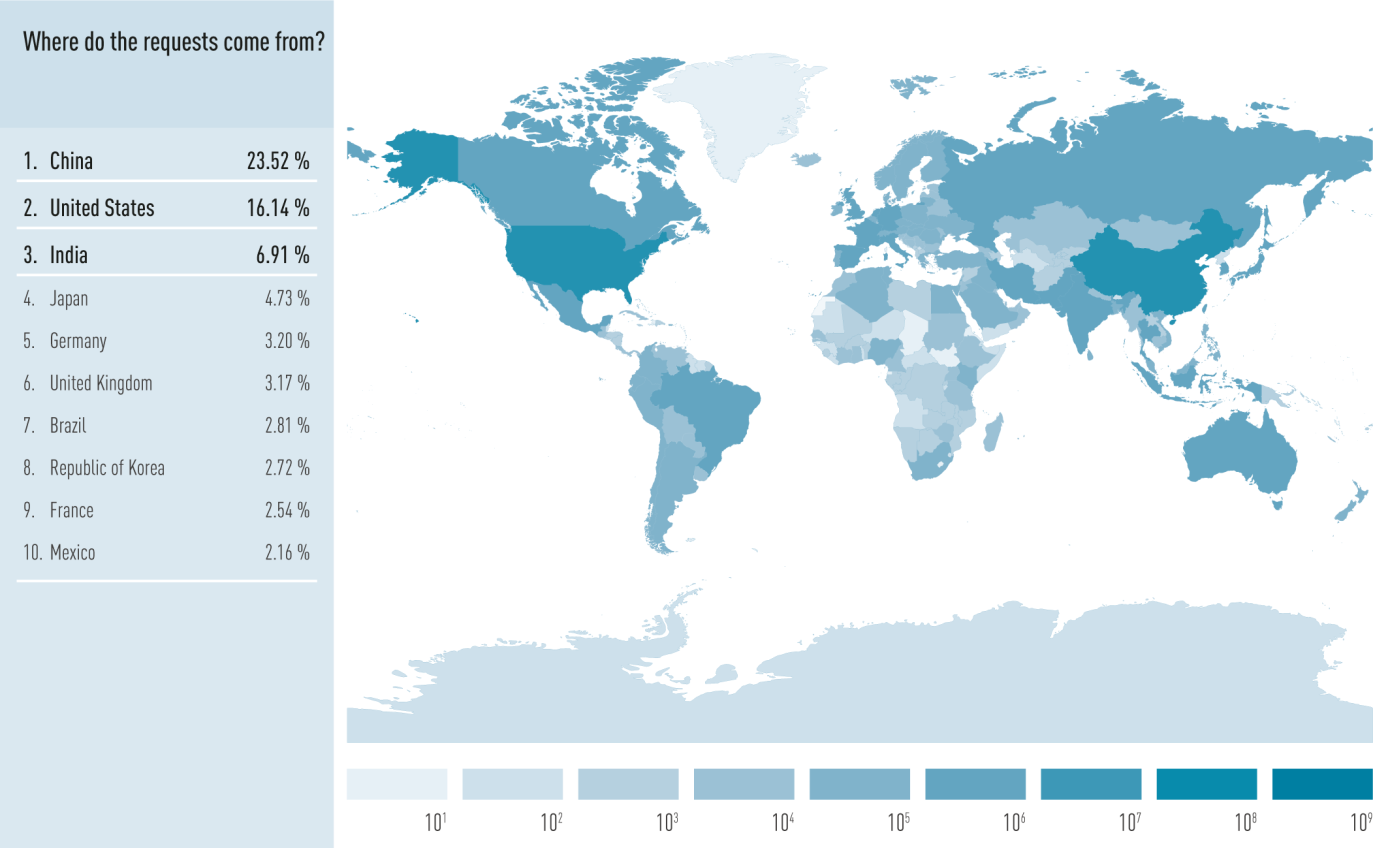 Where do the requests come from?
1. China 23.52 %
2. United States 16.14 %
3. India 6.91 %
4. Japan 4.73 %
5. Germany 3.20 %
6. United Kingdom 3.17 %
7. Brazil 2.81 %
8. Republic of Korea 2.72 %
9. France 2.54 %
10. Mexico 2.16 %
10¹ 10² 10³ 10⁴ 10⁵ 10⁶ 10⁷ 10⁸ 10⁹